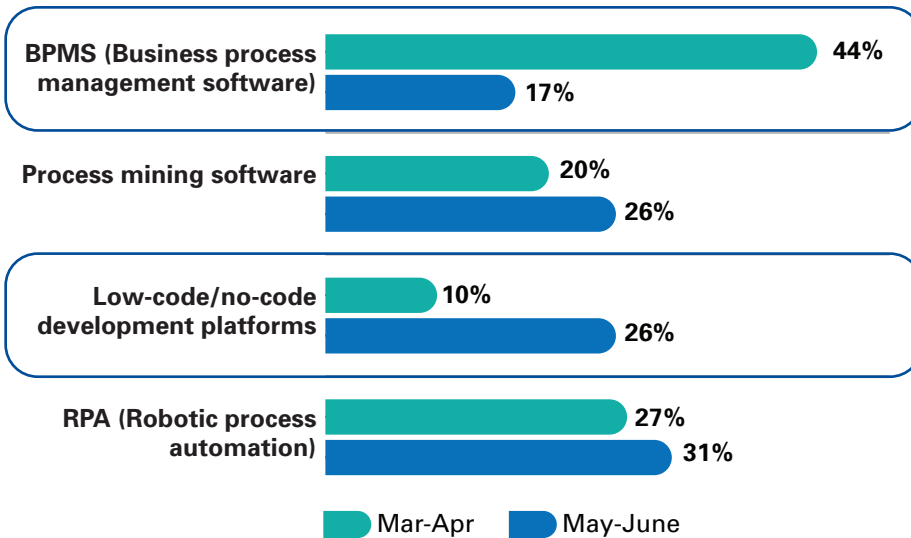 BPMS (Business process
management software)
44%
17%
Process mining software
20%
26%
Low-code/no-code
development platforms
10%
26%
RPA (Robotic process
automation)
27%
31%
Mar-Apr
May-June